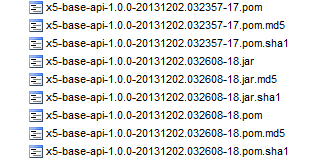 x5-base-api-1.0.0-20131202.032357-17.pom
x5-base-api-1.0.0-20131202.032357-17.pom.md5
x5-base-api-1.0.0-20131202.032357-17.pom.sha1
x5-base-api-1.0.0-20131202.032608-18.jar
x5-base-api-1.0.0-20131202.032608-18.jar.md5
x5-base-api-1.0.0-20131202.032608-18.jar.sha1
x5-base-api-1.0.0-20131202.032608-18.pom
x5-base-api-1.0.0-20131202.032608-18.pom.md5
x5-base-api-1.0.0-20131202.032608-18.pom.sha1